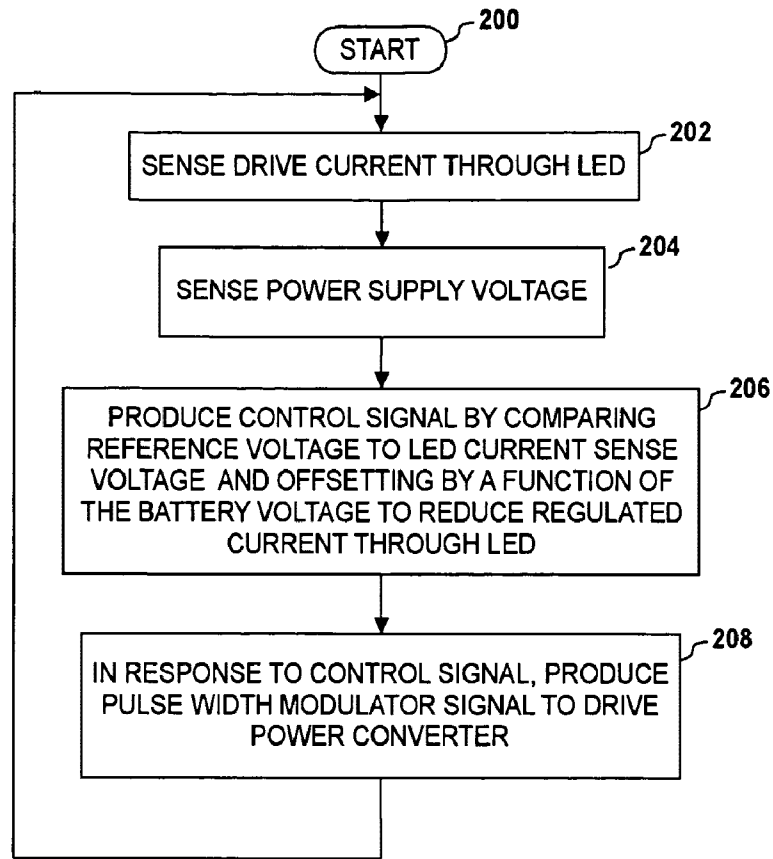 200
START
202
SENSE DRIVE CURRENT THROUGH LED
204
SENSE POWER SUPPLY VOLTAGE
206
PRODUCE CONTROL SIGNAL BY COMPARING
REFERENCE VOLTAGE TO LED CURRENT SENSE
VOLTAGE AND OFFSETTING BY A FUNCTION OF
THE BATTERY VOLTAGE TO REDUCE REGULATED
CURRENT THROUGH LED
208
IN RESPONSE TO CONTROL SIGNAL, PRODUCE
PULSE WIDTH MODULATOR SIGNAL TO DRIVE
POWER CONVERTER